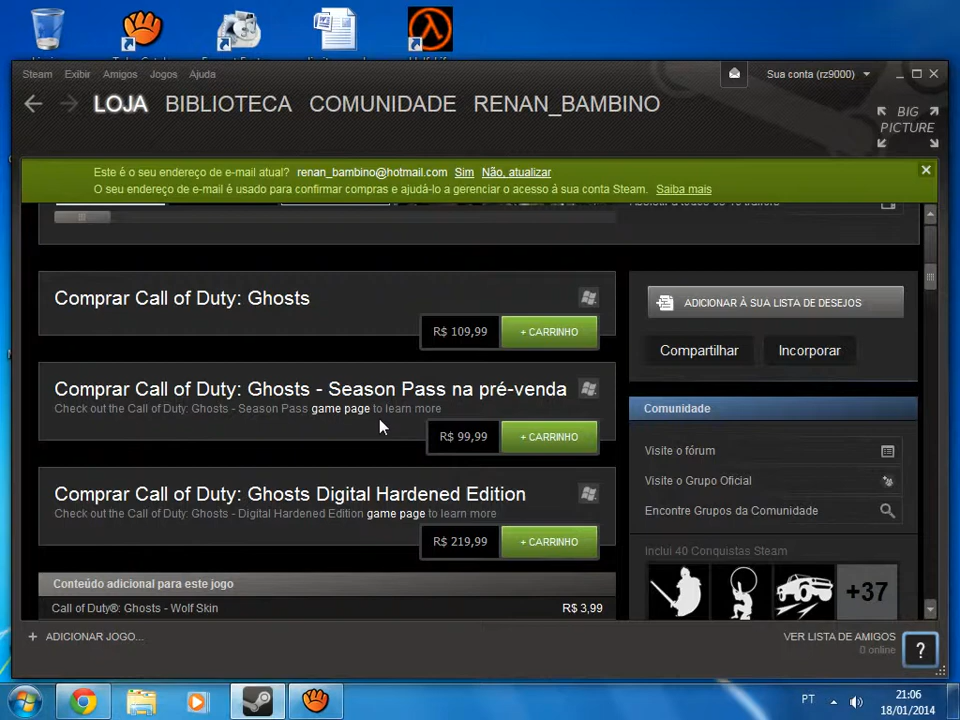 Steam Exibir Amigos Jogos Ajuda
Sua conta (rz9000)
LOJA BIBLIOTECA COMUNIDADE RENAN_BAMBINO
BIG PICTURE
Este é o seu endereço de e-mail atual? renan_bambino@hotmail.com Sim Não, atualizar
O seu endereço de e-mail é usado para confirmar compras e ajudá-lo a gerenciar o acesso á sua conta Steam. Saiba mais
Comprar Call of Duty: Ghosts
R$ 109,99 + CARRINHO
Comprar Call of Duty: Ghosts - Season Pass na pré-venda
Check out the Call of Duty: Ghosts - Season Pass game page to learn more
R$ 99,99 + CARRINHO
Comprar Call of Duty: Ghosts Digital Hardened Edition
Check out the Call of Duty: Ghosts - Digital Hardened Edition game page to learn more
R$ 219,99 + CARRINHO
Conteúdo adicional para este jogo
Call of Duty®: Ghosts - Wolf Skin R$ 3,99
ADICIONAR À SUA LISTA DE DESEJOS
Compartilhar Incorporar
Comunidade
Visite o fórum
Visite o Grupo Oficial
Encontre Grupos da Comunidade
Inclui 40 Conquistas Steam
+37
+ ADICIONAR JOGO...
VER LISTA DE AMIGOS
0 online
?
PT
21:06
18/01/2014